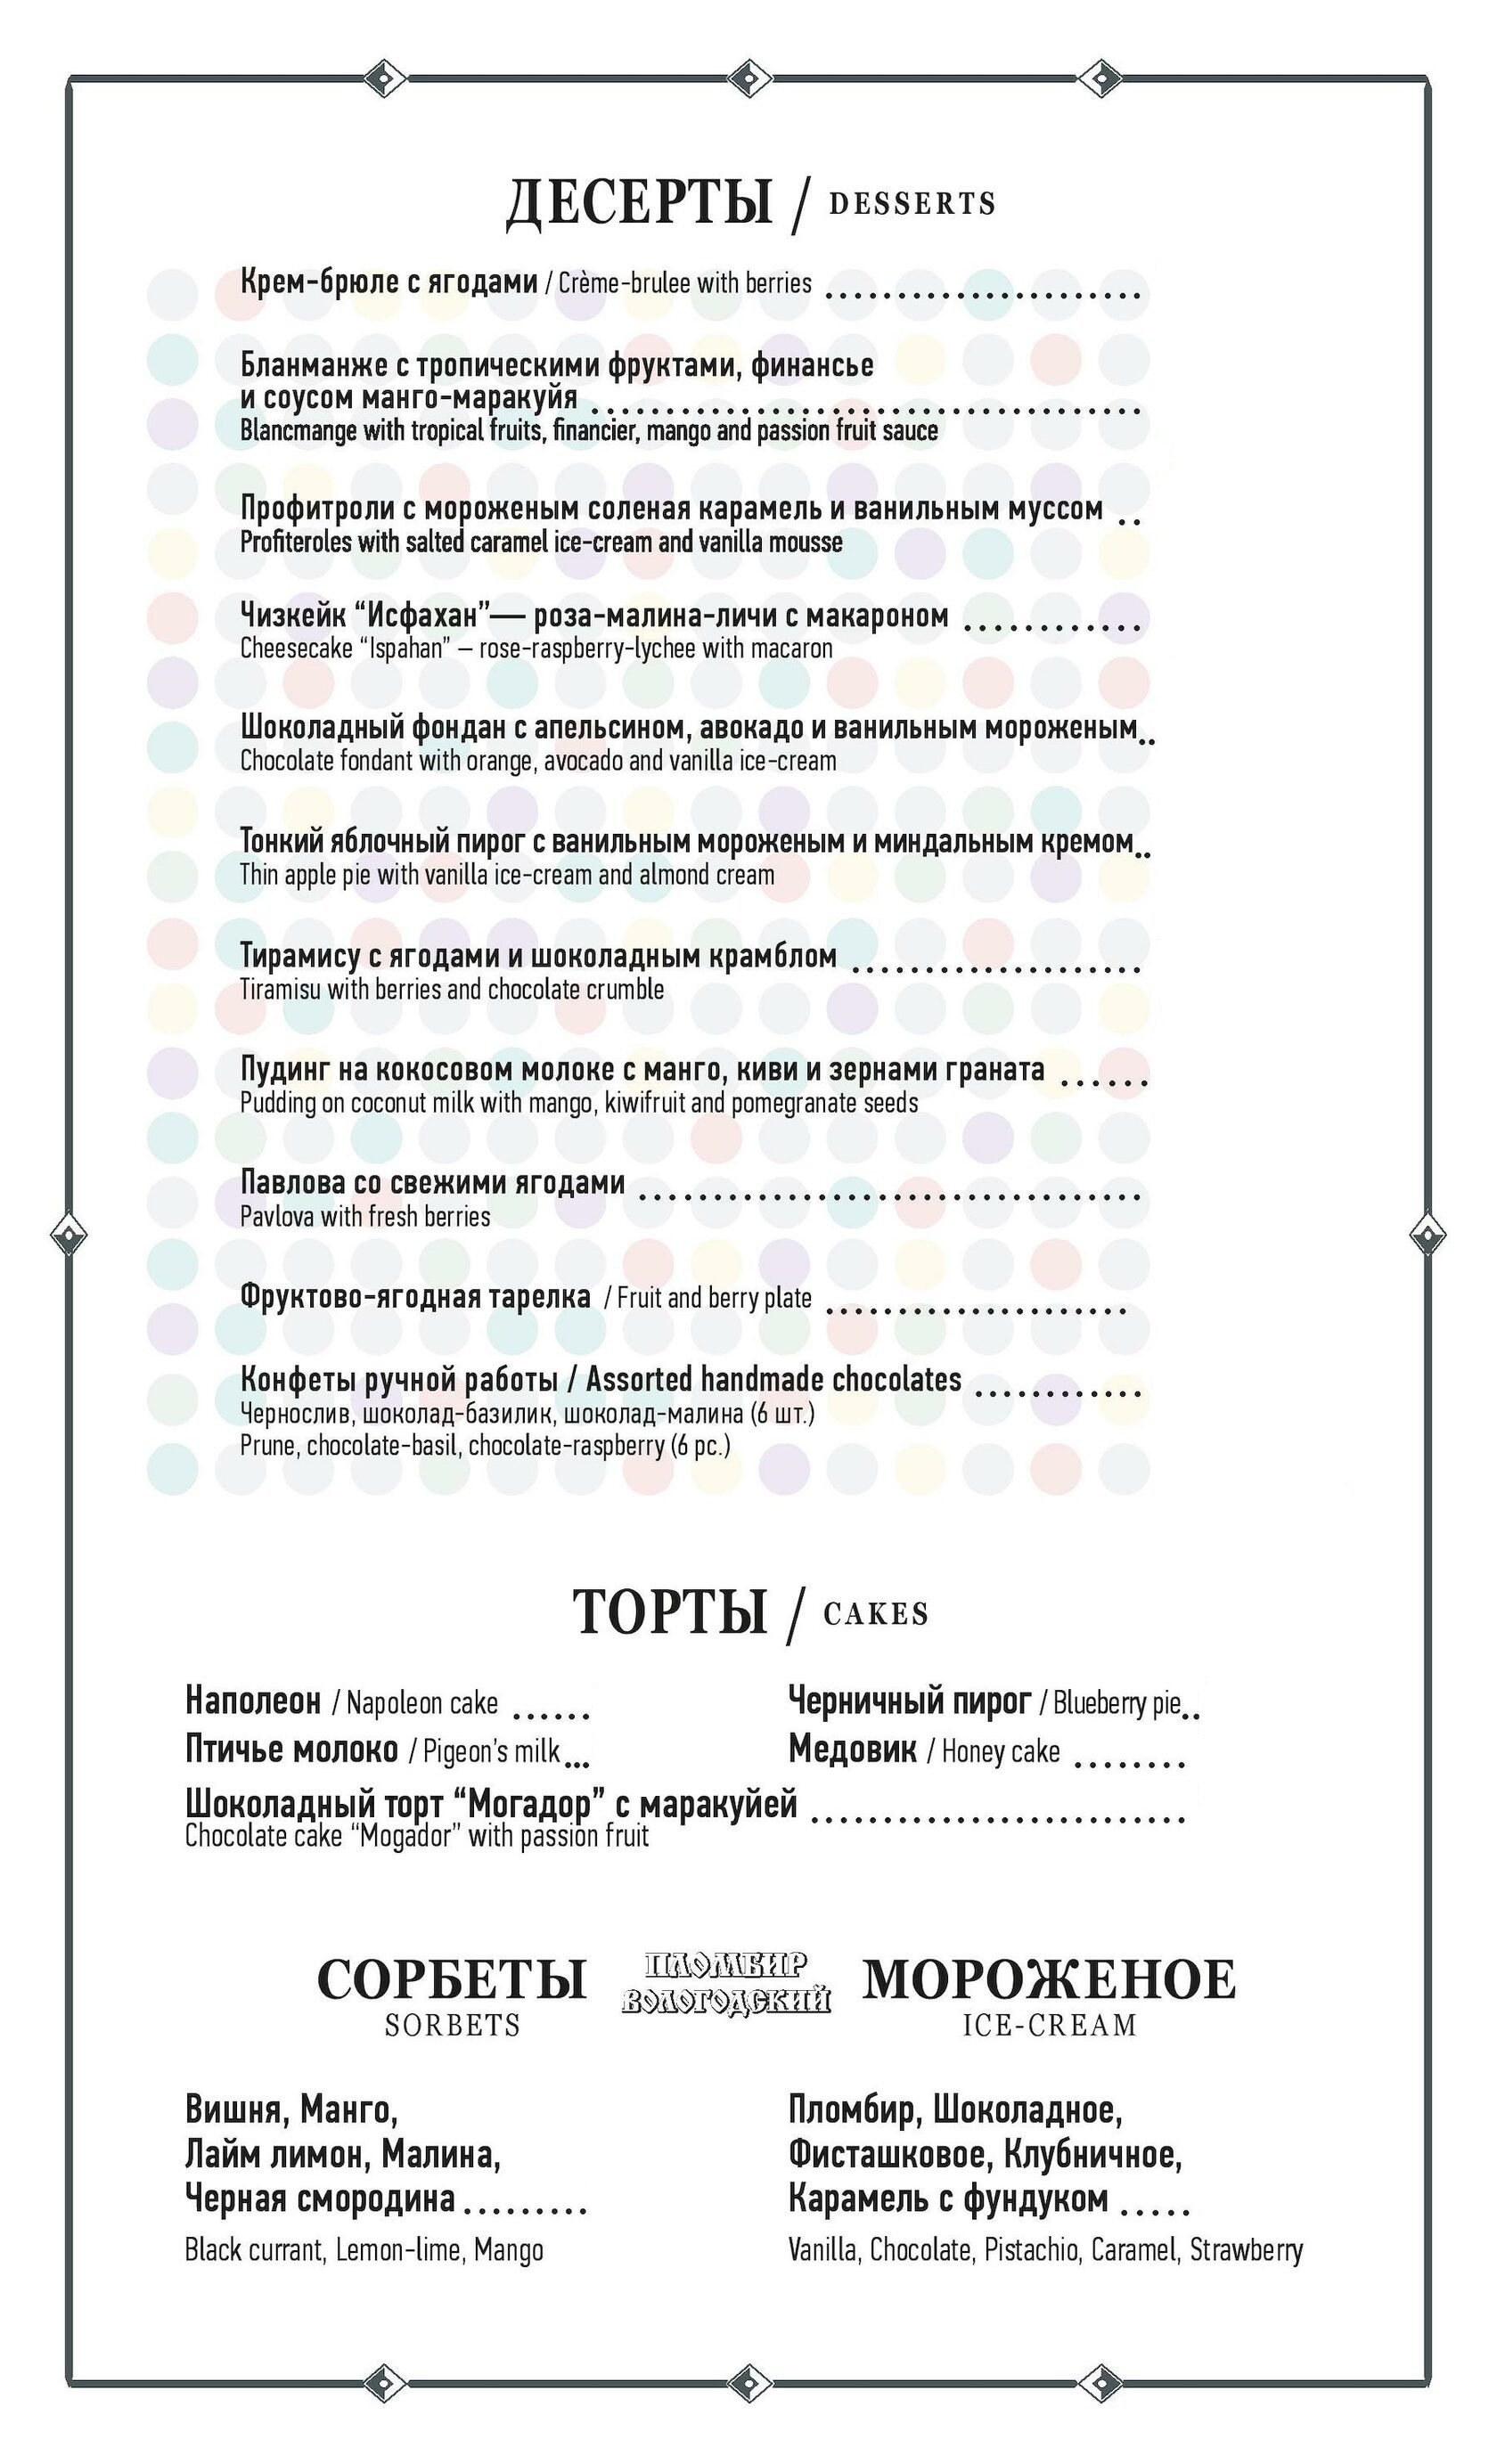 ДЕСЕРТЫ / DESSERTS
Крем-брюле с ягодами / Crème-brulee with berries ......................
Бланманже с тропическими фруктами, финансье
и соусом манго-маракуйя ......................................
Blancmange with tropical fruits, financier, mango and passion fruit sauce
Профитроли с мороженым соленая карамель и ванильным муссом ..
Profiteroles with salted caramel ice-cream and vanilla mousse
Чизкейк “Исфахан”— роза-малина-личи с макароном ............
Cheesecake “Ispahan” – rose-raspberry-lychee with macaron
Шоколадный фондан с апельсином, авокадо и ванильным мороженым..
Chocolate fondant with orange, avocado and vanilla ice-cream
Тонкий яблочный пирог с ванильным мороженым и миндальным кремом..
Thin apple pie with vanilla ice-cream and almond cream
Тирамису с ягодами и шоколадным крамблом ....................
Tiramisu with berries and chocolate crumble
Пудинг на кокосовом молоке с манго, киви и зернами граната ......
Pudding on coconut milk with mango, kiwifruit and pomegranate seeds
Павлова со свежими ягодами ...................................
Pavlova with fresh berries
Фруктово-ягодная тарелка / Fruit and berry plate .....................
Конфеты ручной работы / Assorted handmade chocolates ............
Чернослив, шоколад-базилик, шоколад-малина (6 шт.)
Prune, chocolate-basil, chocolate-raspberry (6 pc.)
ТОРТЫ / CAKES
Наполеон / Napoleon cake ......
Черничный пирог / Blueberry pie..
Птичье молоко / Pigeon’s milk...
Медовик / Honey cake ........
Шоколадный торт “Могадор” с маракуйей ..........................
Chocolate cake “Mogador” with passion fruit
СОРБЕТЫ
SORBETS
ПЛОМБИР
ВОЛОГОДСКИЙ
МОРОЖЕНОЕ
ICE-CREAM
Вишня, Манго,
Лайм лимон, Малина,
Черная смородина .........
Black currant, Lemon-lime, Mango
Пломбир, Шоколадное,
Фисташковое, Клубничное,
Карамель с фундуком .....
Vanilla, Chocolate, Pistachio, Caramel, Strawberry